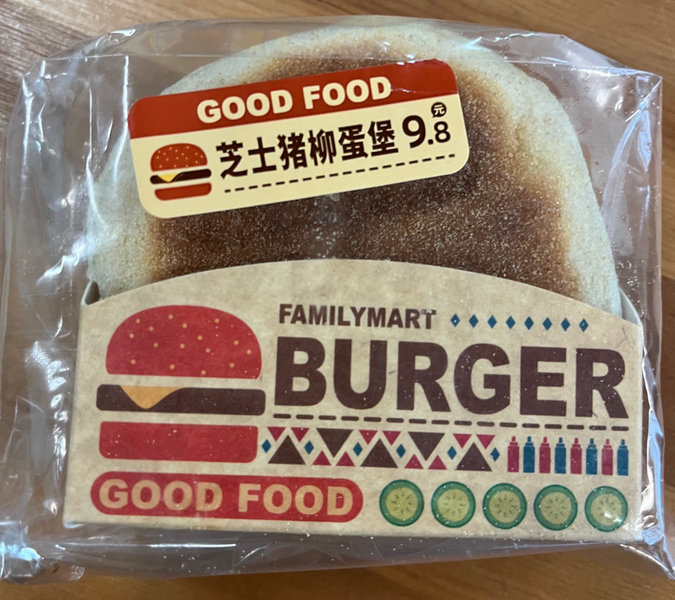 GOOD FOOD
芝士猪柳蛋堡 9.8元
FAMILYMART
BURGER
GOOD FOOD